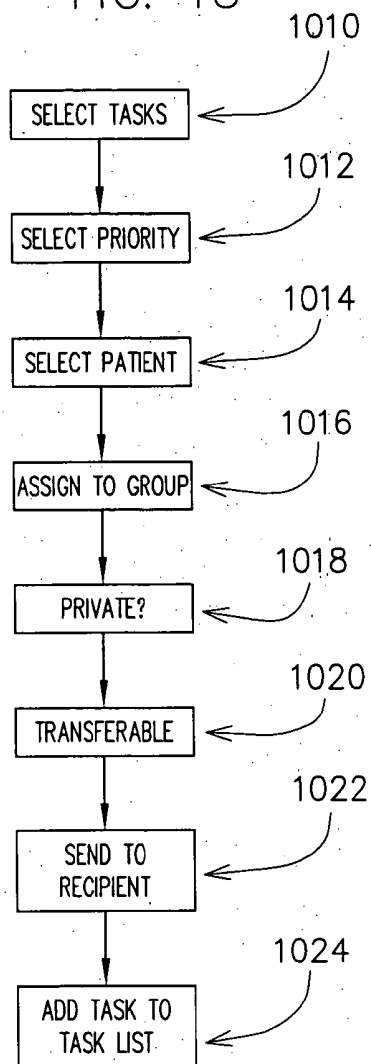 1010
SELECT TASKS
1012
SELECT PRIORITY
1014
SELECT PATIENT
1016
ASSIGN TO GROUP
1018
PRIVATE?
1020
TRANSFERABLE
1022
SEND TO
RECIPIENT
1024
ADD TASK TO
TASK LIST